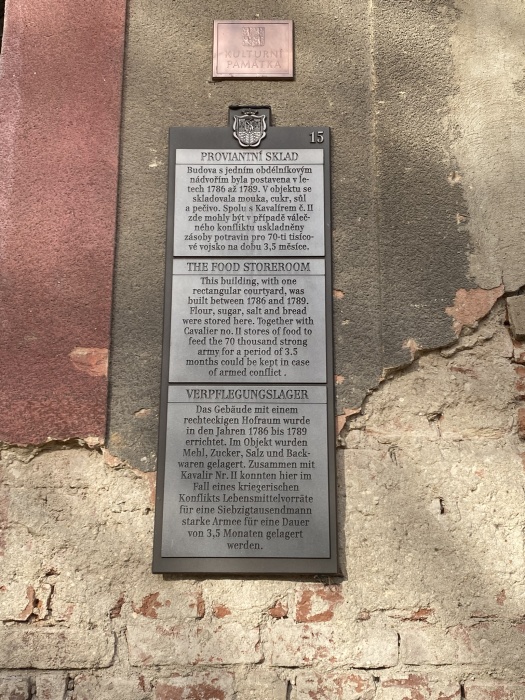 KULTURNÍ
PAMÁTKA
15
PROVIANTNÍ SKLAD
Budova s jedním obdélníkovým
nádvořím byla postavena v le-
tech 1786 až 1789. V objektu se
skladovala mouka, cukr, sůl
a pečivo. Spolu s Kavalírem č. II
zde mohly být v případě váleč-
ného konfliktu uskladněny
zásoby potravin pro 70-ti tisíco-
vé vojsko na dobu 3,5 měsíce.
THE FOOD STOREROOM
This building, with one
rectangular courtyard, was
built between 1786 and 1789.
Flour, sugar, salt and bread
were stored here. Together with
Cavalier no. II stores of food to
feed the 70 thousand strong
army for a period of 3.5
months could be kept in case
of armed conflict .
VERPFLEGUNGSLAGER
Das Gebäude mit einem
rechteckigen Hofraum wurde
in den Jahren 1786 bis 1789
errichtet. Im Objekt wurden
Mehl, Zucker, Salz und Back-
waren gelagert. Zusammen mit
Kavalir Nr. II konnten hier im
Fall eines kriegerischen
Konflikts Lebensmittelvorräte
für eine Siebzigtausendmann
starke Armee für eine Dauer
von 3,5 Monaten gelagert
werden.